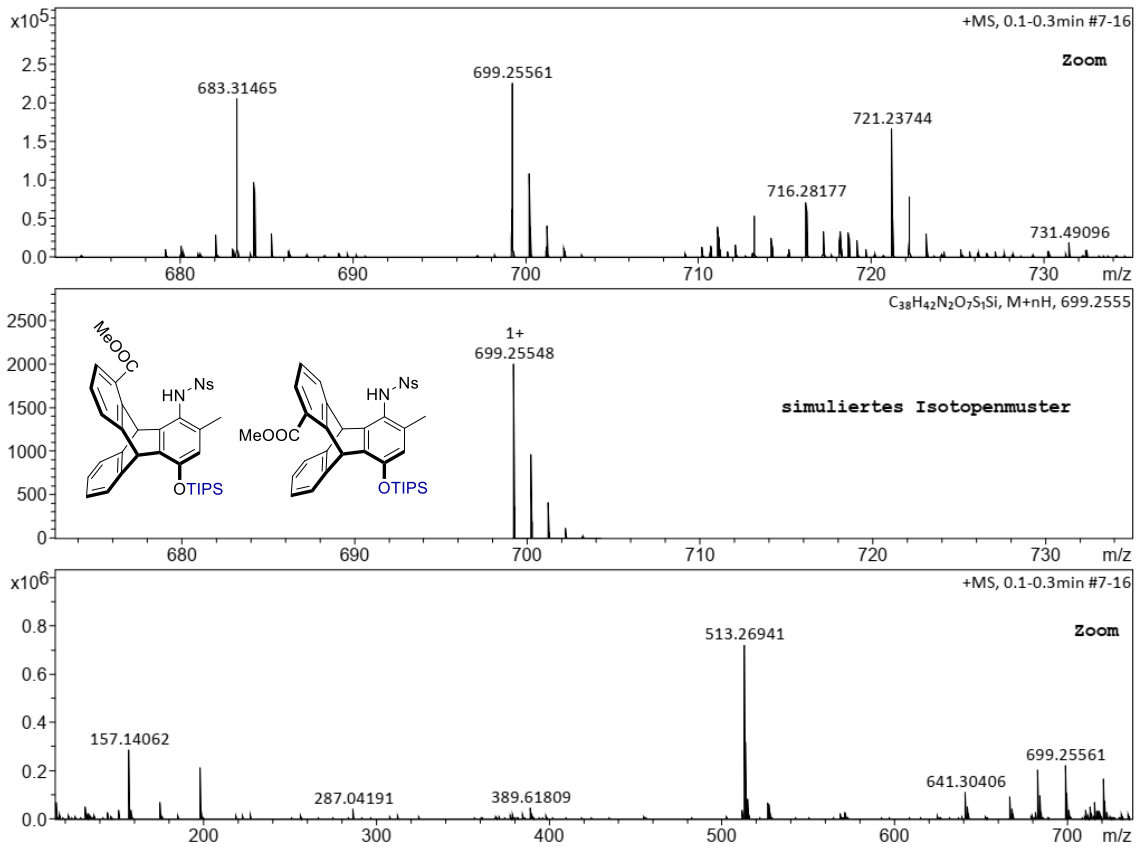 x10⁵
+MS, 0.1-0.3min #7-16
Zoom
2.5
2.0
1.5
1.0
0.5
0.0
683.31465
699.25561
716.28177
721.23744
731.49096
680
690
700
710
720
730
m/z
C₃₈H₄₂N₂O₇S₁Si, M+nH, 699.2555
2500
2000
1500
1000
500
0
1+
699.25548
simuliertes Isotopenmuster
MeOOC
HN
Ns
OTIPS
MeOOC
HN
Ns
OTIPS
680
690
700
710
720
730
m/z
x10⁶
+MS, 0.1-0.3min #7-16
Zoom
0.8
0.6
0.4
0.2
0.0
157.14062
287.04191
389.61809
513.26941
641.30406
699.25561
200
300
400
500
600
700
m/z